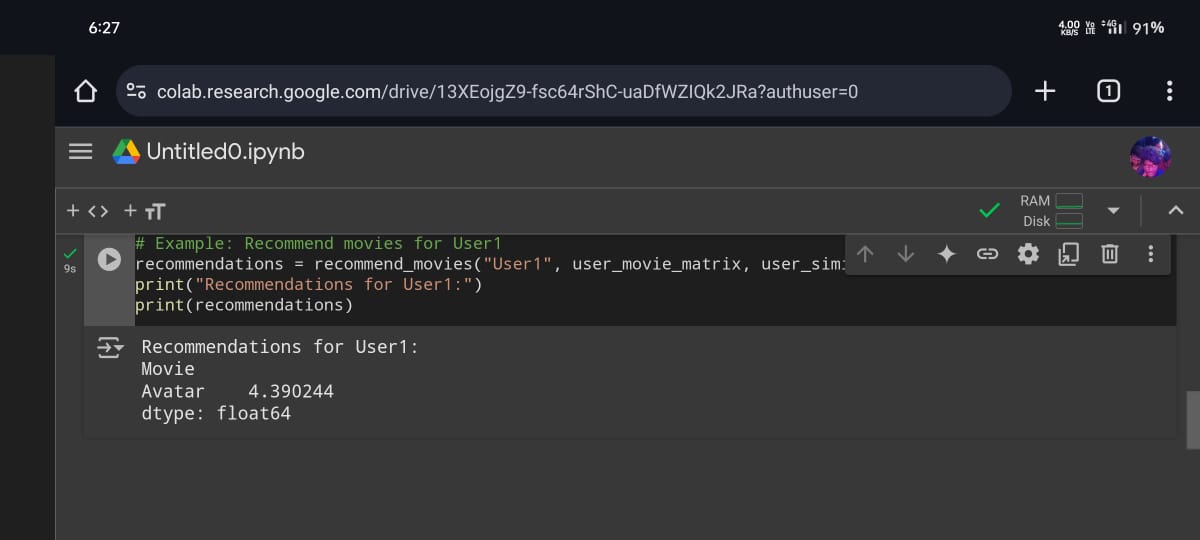 6:27
4.00 KB/S Vo LTE 4G 91%
colab.research.google.com/drive/13XEojgZ9-fsc64rShC-uaDfWZIQk2JRa?authuser=0
1
Untitled0.ipynb
+ <> + TT
RAM
Disk
9s
# Example: Recommend movies for User1
recommendations = recommend_movies("User1", user_movie_matrix, user_simi
print("Recommendations for User1:")
print(recommendations)
Recommendations for User1:
Movie
Avatar    4.390244
dtype: float64